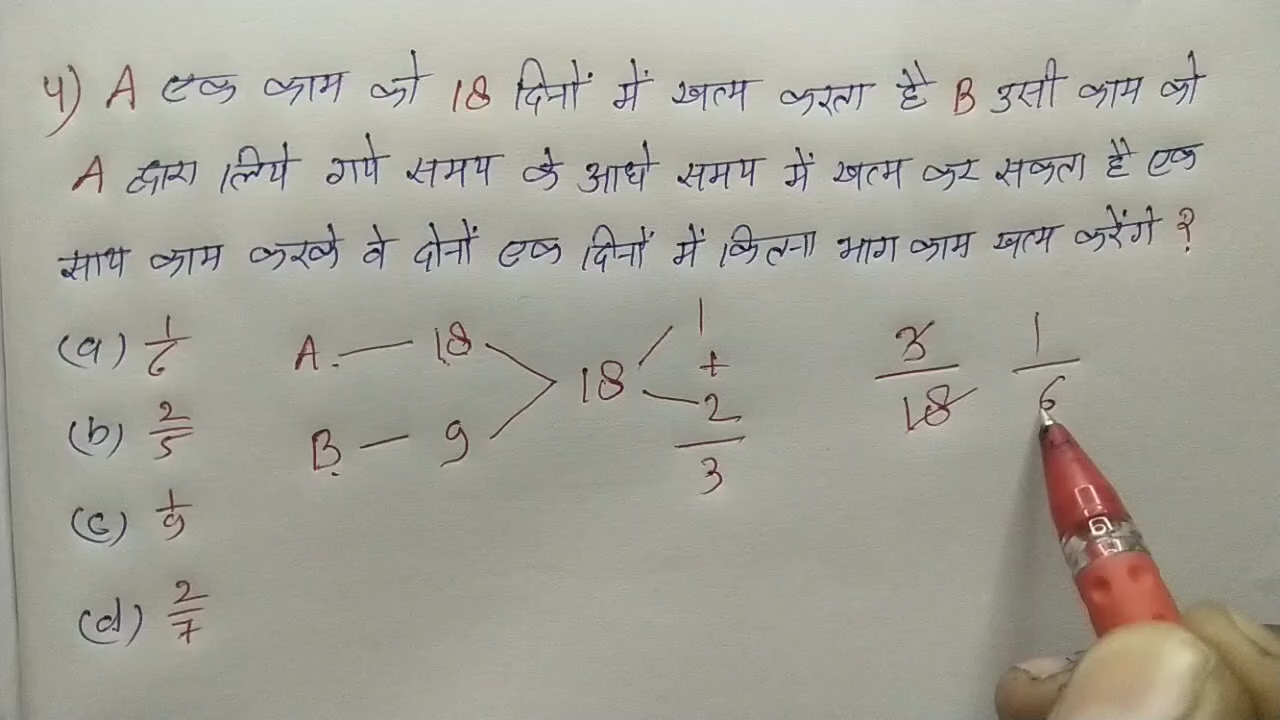 4) A एक काम को 18 दिनों में खत्म करता है B उसी काम को
A द्वारा लिये गये समय के आधे समय में खत्म कर सकता है एक
साथ काम करके वे दोनों एक दिनों में कितना भाग काम खत्म करेंगे ?
(a) 1/6
(b) 2/5
(c) 1/9
(d) 2/7
A. — 18
B — 9
18
1
+
2
3
3/18 1/6